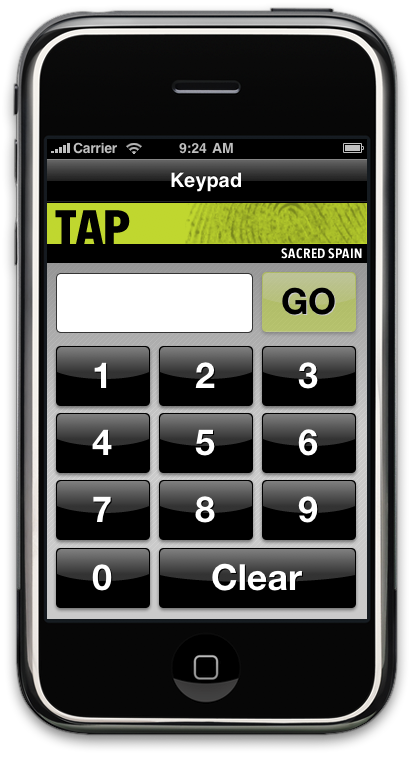 Carrier 9:24 AM
Keypad
TAP
SACRED SPAIN
GO
1 2 3
4 5 6
7 8 9
0 Clear